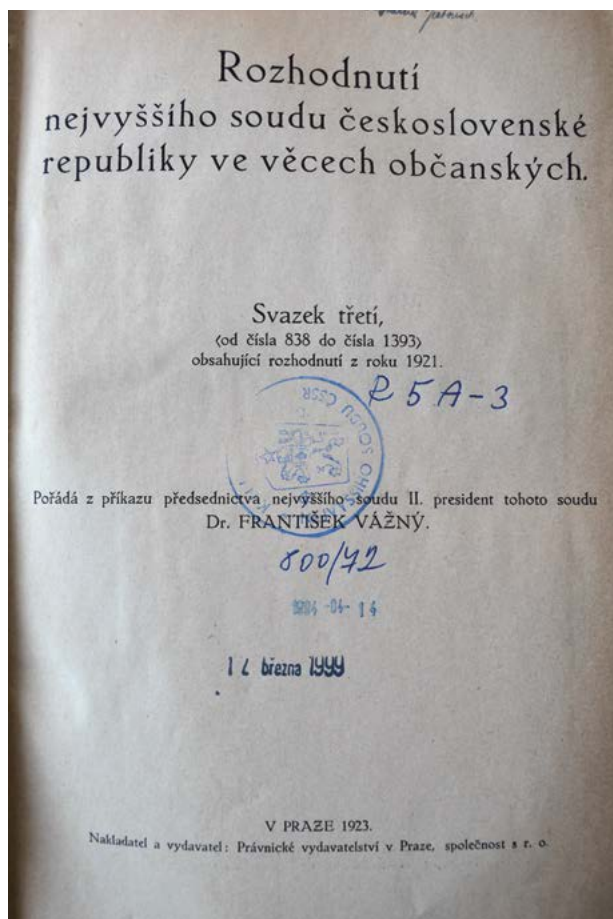 Rozhodnutí
nejvyššího soudu československé
republiky ve věcech občanských.
Svazek třetí,
(od čísla 838 do čísla 1393)
obsahující rozhodnutí z roku 1921.
R 5 A-3
SOUDU ČSSR
Pořádá z příkazu předsednictva nejvyššího soudu II. president tohoto soudu
Dr. FRANTIŠEK VÁŽNÝ.
800/72
-04- 14
března 1999
V PRAZE 1923.
Nakladatel a vydavatel: Právnické vydavatelství v Praze, společnost s r. o.